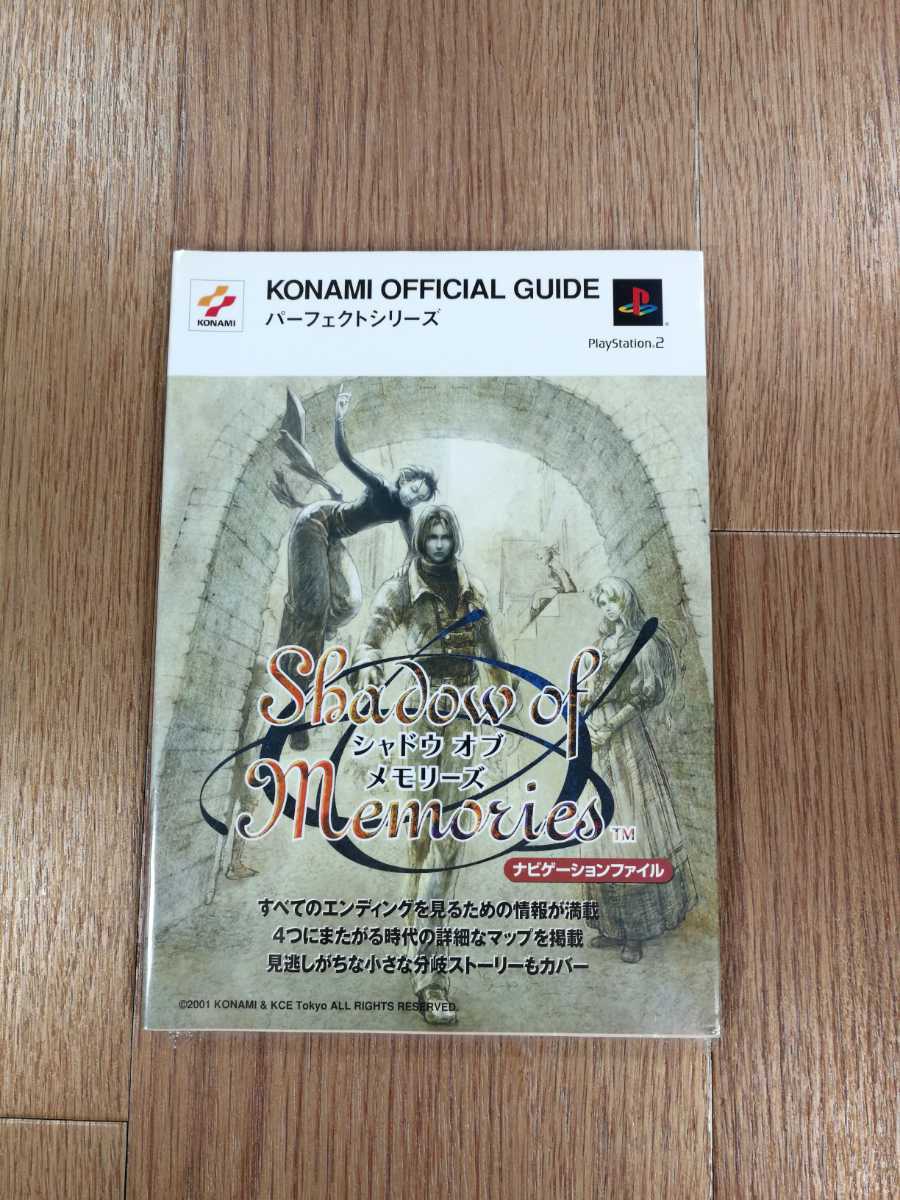 KONAMI
KONAMI OFFICIAL GUIDE
パーフェクトシリーズ
PlayStation®2
Shadow of
シャドウ オブ
メモリーズ
Memories™
ナビゲーションファイル
すべてのエンディングを見るための情報が満載
4つにまたがる時代の詳細なマップを掲載
見逃しがちな小さな分岐ストーリーもカバー
©2001 KONAMI & KCE Tokyo ALL RIGHTS RESERVED.